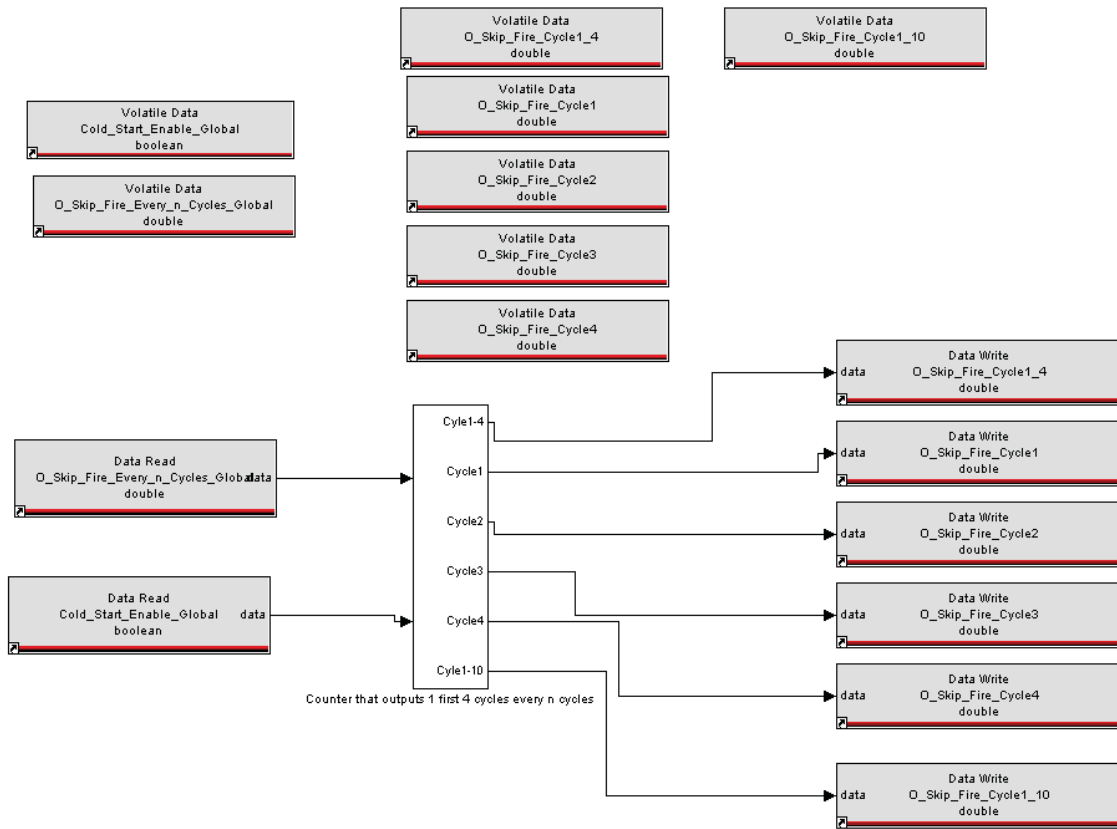 Volatile Data
O_Skip_Fire_Cycle1_4
double
Volatile Data
O_Skip_Fire_Cycle1_10
double
Volatile Data
Cold_Start_Enable_Global
boolean
Volatile Data
O_Skip_Fire_Cycle1
double
Volatile Data
O_Skip_Fire_Every_n_Cycles_Global
double
Volatile Data
O_Skip_Fire_Cycle2
double
Volatile Data
O_Skip_Fire_Cycle3
double
Volatile Data
O_Skip_Fire_Cycle4
double
Data Read
O_Skip_Fire_Every_n_Cycles_Global
double
data
Data Read
Cold_Start_Enable_Global
boolean
data
Cyle1-4
Cycle1
Cycle2
Cycle3
Cycle4
Cyle1-10
Counter that outputs 1 first 4 cycles every n cycles
data
Data Write
O_Skip_Fire_Cycle1_4
double
data
Data Write
O_Skip_Fire_Cycle1
double
data
Data Write
O_Skip_Fire_Cycle2
double
data
Data Write
O_Skip_Fire_Cycle3
double
data
Data Write
O_Skip_Fire_Cycle4
double
data
Data Write
O_Skip_Fire_Cycle1_10
double